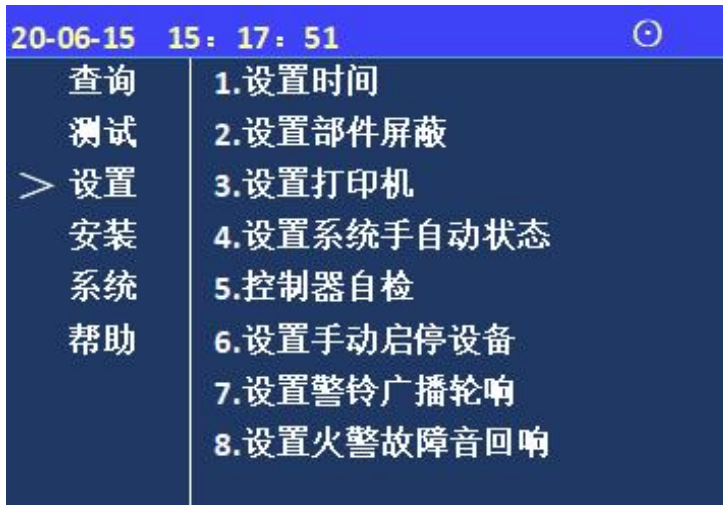 20-06-15 15：17：51
查询 1.设置时间
测试 2.设置部件屏蔽
＞ 设置 3.设置打印机
安装 4.设置系统手自动状态
系统 5.控制器自检
帮助 6.设置手动启停设备
7.设置警铃广播轮响
8.设置火警故障音回响